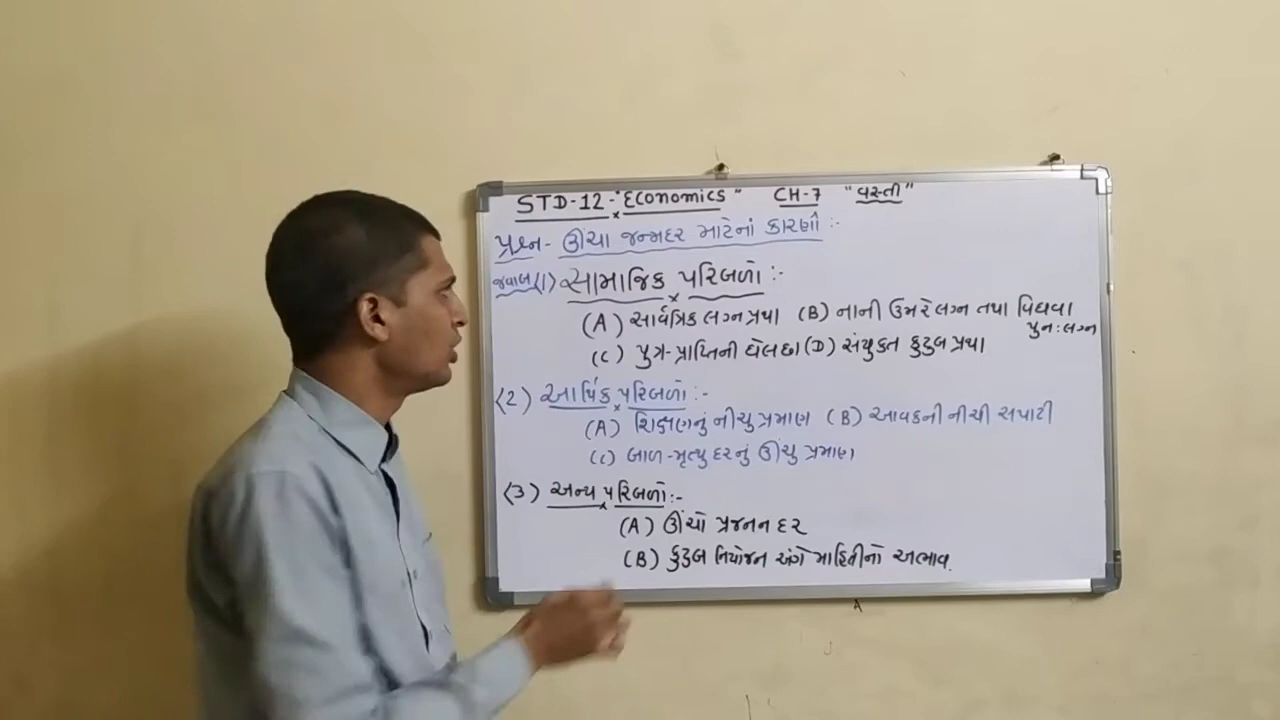 STD-12-"Economics" CH-7 "વસ્તી"
પ્રશ્ન- ઊંચા જન્મદર માટેનાં કારણો :-
જવાબ (1) સામાજિક પરિબળો :-
(A) સાર્વત્રિક લગ્ન પ્રથા (B) નાની ઉંમરે લગ્ન તથા વિધવા
પુન: લગ્ન
(C) પુત્ર-પ્રાપ્તિની ઘેલછા (D) સંયુક્ત કુટુંબ પ્રથા
(2) આર્થિક પરિબળો :-
(A) શિક્ષણનું નીચુ પ્રમાણ (B) આવકની નીચી સપાટી
(C) બાળ-મૃત્યુ દરનું ઊંચુ પ્રમાણ
(3) અન્ય પરિબળો :-
(A) ઊંચો પ્રજનન દર
(B) કુટુંબ નિયોજન અંગે માહિતીનો અભાવ.